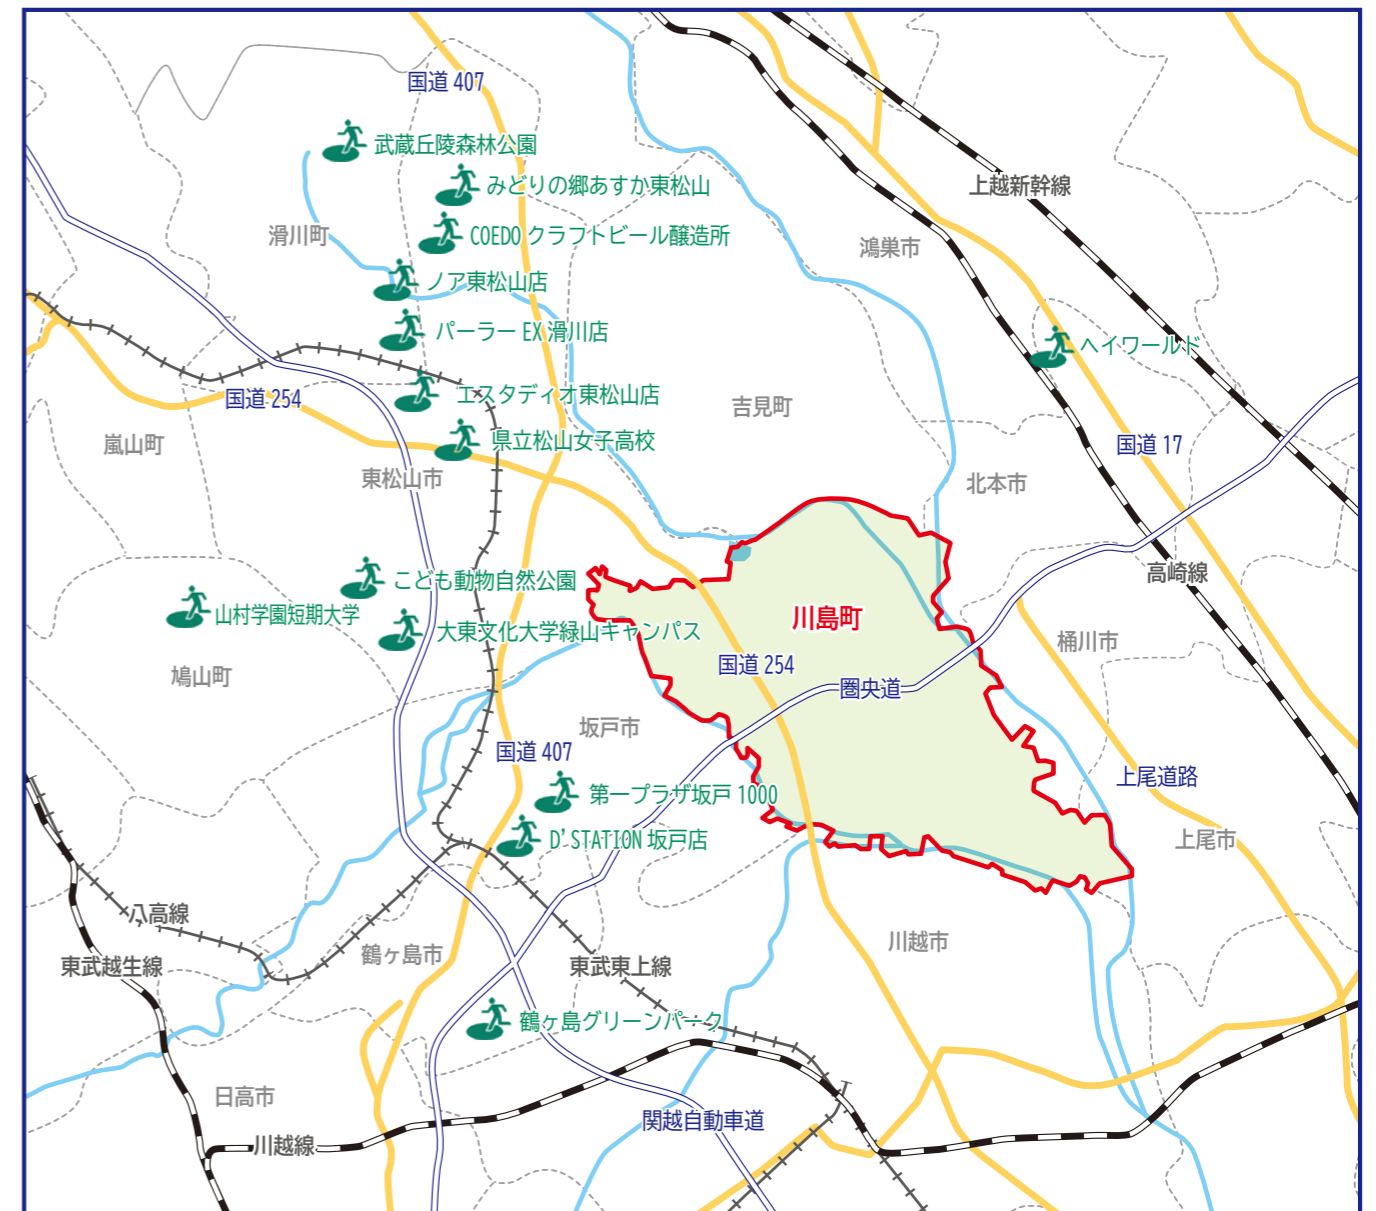 国道 407
武蔵丘陵森林公園
みどりの郷あすか東松山
上越新幹線
滑川町
COEDO クラフトビール醸造所
鴻巣市
ノア東松山店
パーラー EX 滑川店
ヘイワールド
国道 254
エスタディオ東松山店
吉見町
嵐山町
県立松山女子高校
国道 17
東松山市
北本市
こども動物自然公園
高崎線
山村学園短期大学
川島町
大東文化大学緑山キャンパス
桶川市
国道 254
鳩山町
圏央道
坂戸市
国道 407
上尾道路
第一プラザ坂戸 1000
D’STATION 坂戸店
上尾市
八高線
川越市
鶴ヶ島市
東武越生線
東武東上線
鶴ヶ島グリーンパーク
日高市
関越自動車道
川越線